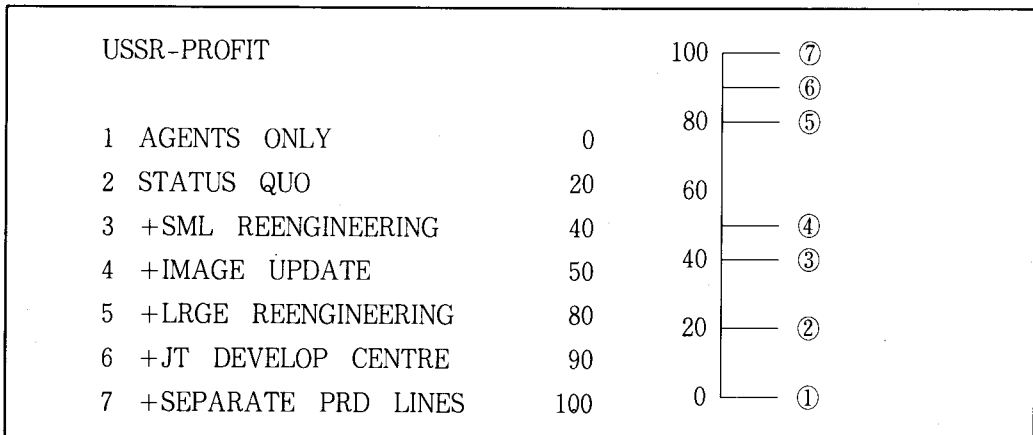 USSR-PROFIT
1 AGENTS ONLY 0
2 STATUS QUO 20
3 +SML REENGINEERING 40
4 +IMAGE UPDATE 50
5 +LRGE REENGINEERING 80
6 +JT DEVELOP CENTRE 90
7 +SEPARATE PRD LINES 100
100 ⑦
⑥
80 ⑤
60
④
40 ③
20 ②
0 ①